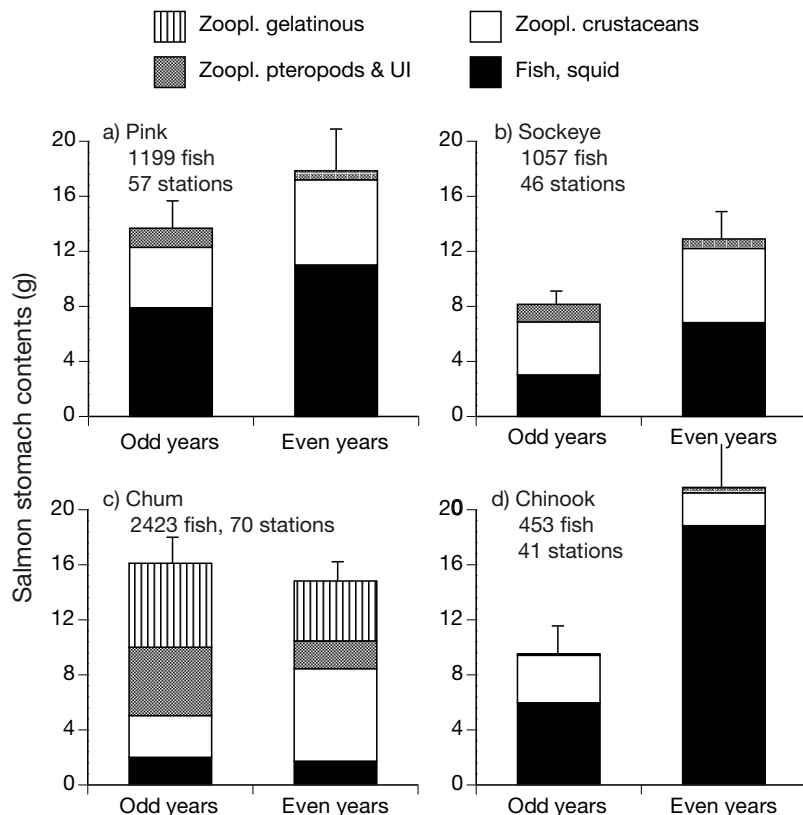 Zoopl. gelatinous
Zoopl. crustaceans
Zoopl. pteropods & UI
Fish, squid
Salmon stomach contents (g)
a) Pink
1199 fish
57 stations
20
16
12
8
4
0
Odd years
Even years
b) Sockeye
1057 fish
46 stations
20
16
12
8
4
0
Odd years
Even years
c) Chum
2423 fish, 70 stations
20
16
12
8
4
0
Odd years
Even years
d) Chinook
453 fish
41 stations
20
16
12
8
4
0
Odd years
Even years